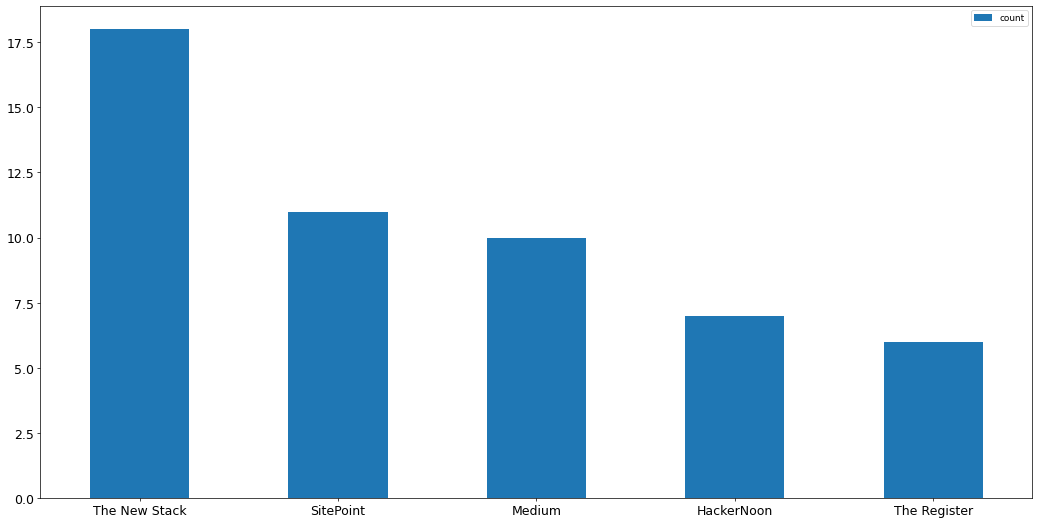 count
17.5
15.0
12.5
10.0
7.5
5.0
2.5
0.0
The New Stack
SitePoint
Medium
HackerNoon
The Register